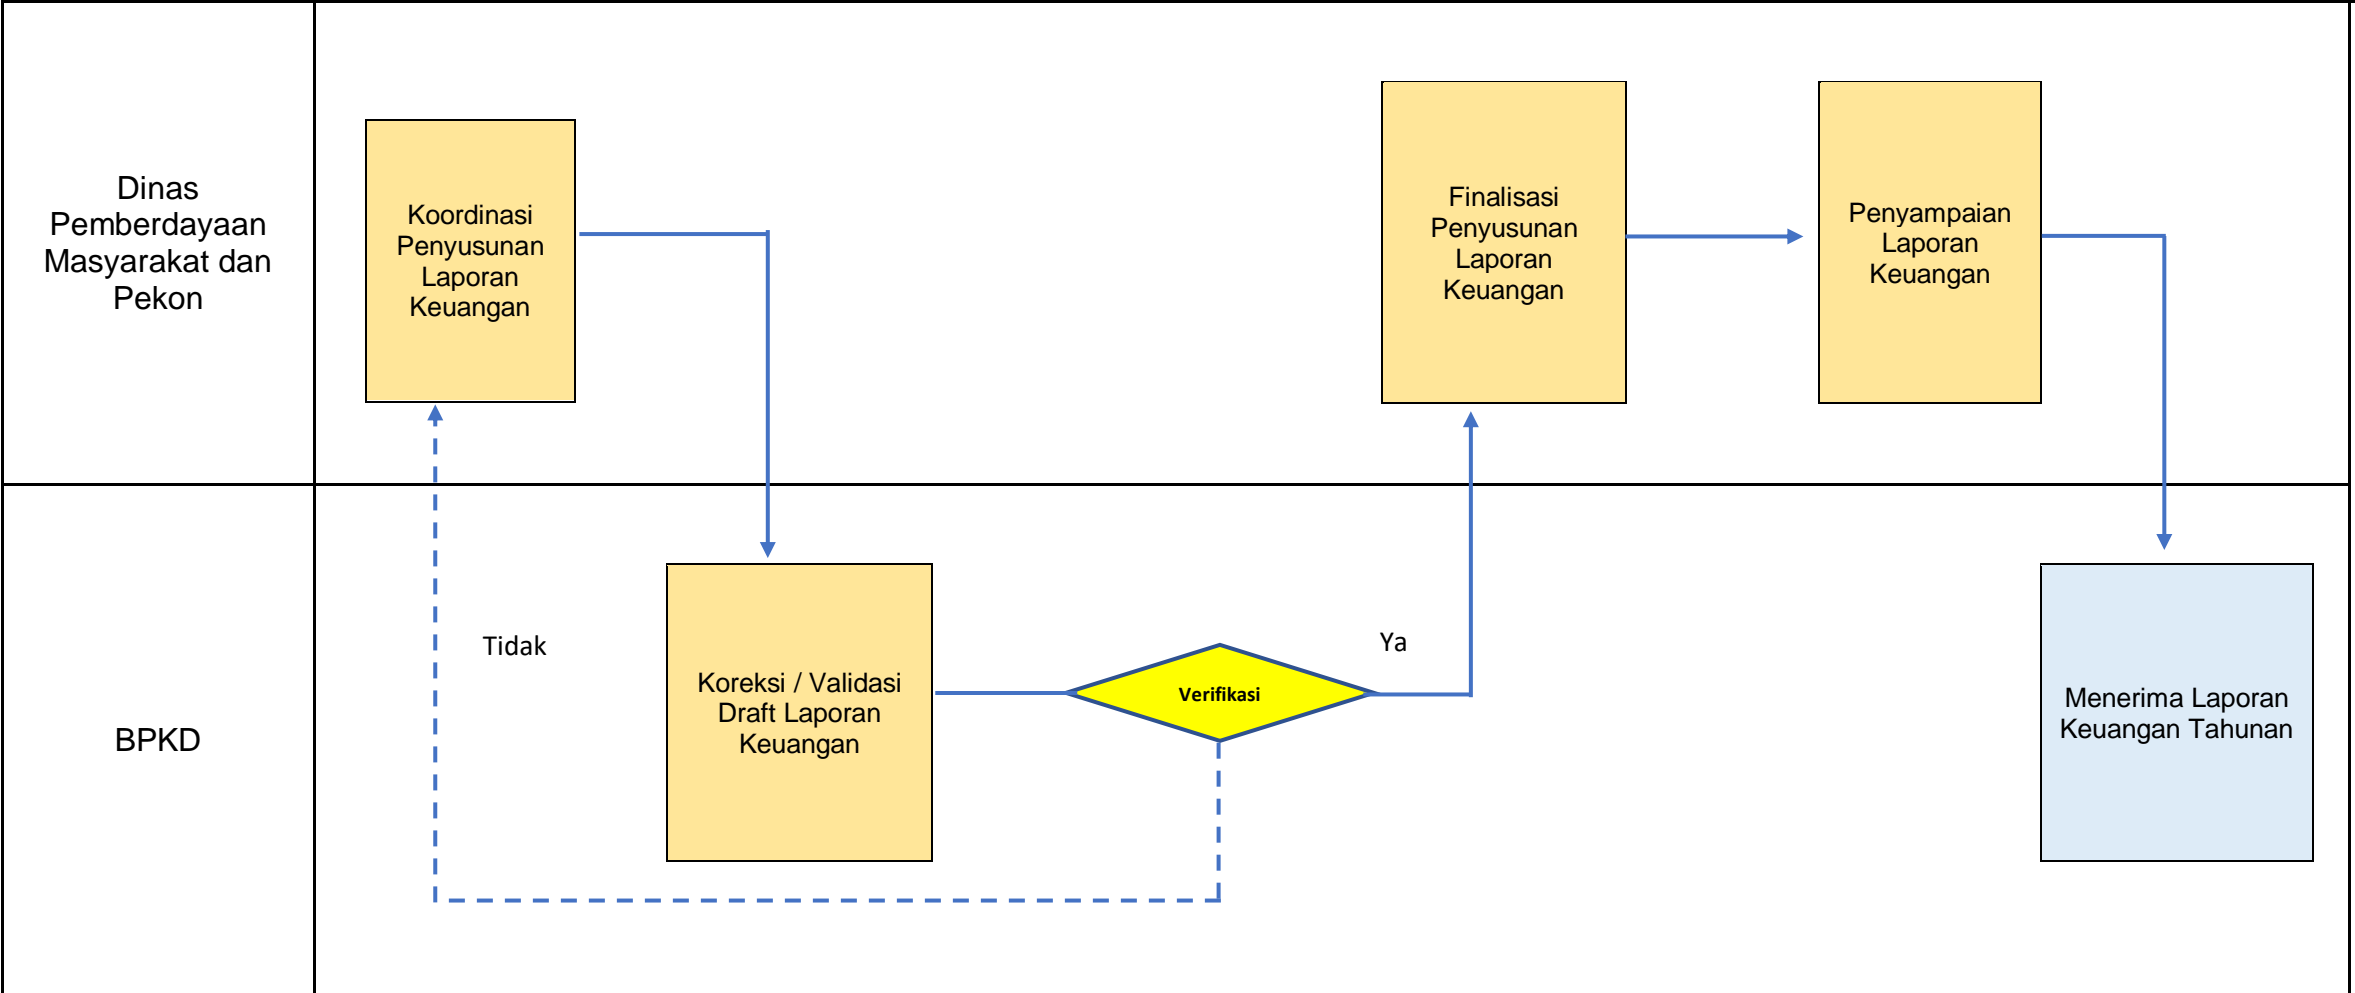 Dinas
Pemberdayaan
Masyarakat dan
Pekon
Koordinasi
Penyusunan
Laporan
Keuangan
Finalisasi
Penyusunan
Laporan
Keuangan
Penyampaian
Laporan
Keuangan
BPKD
Tidak
Koreksi / Validasi
Draft Laporan
Keuangan
Verifikasi
Ya
Menerima Laporan
Keuangan Tahunan